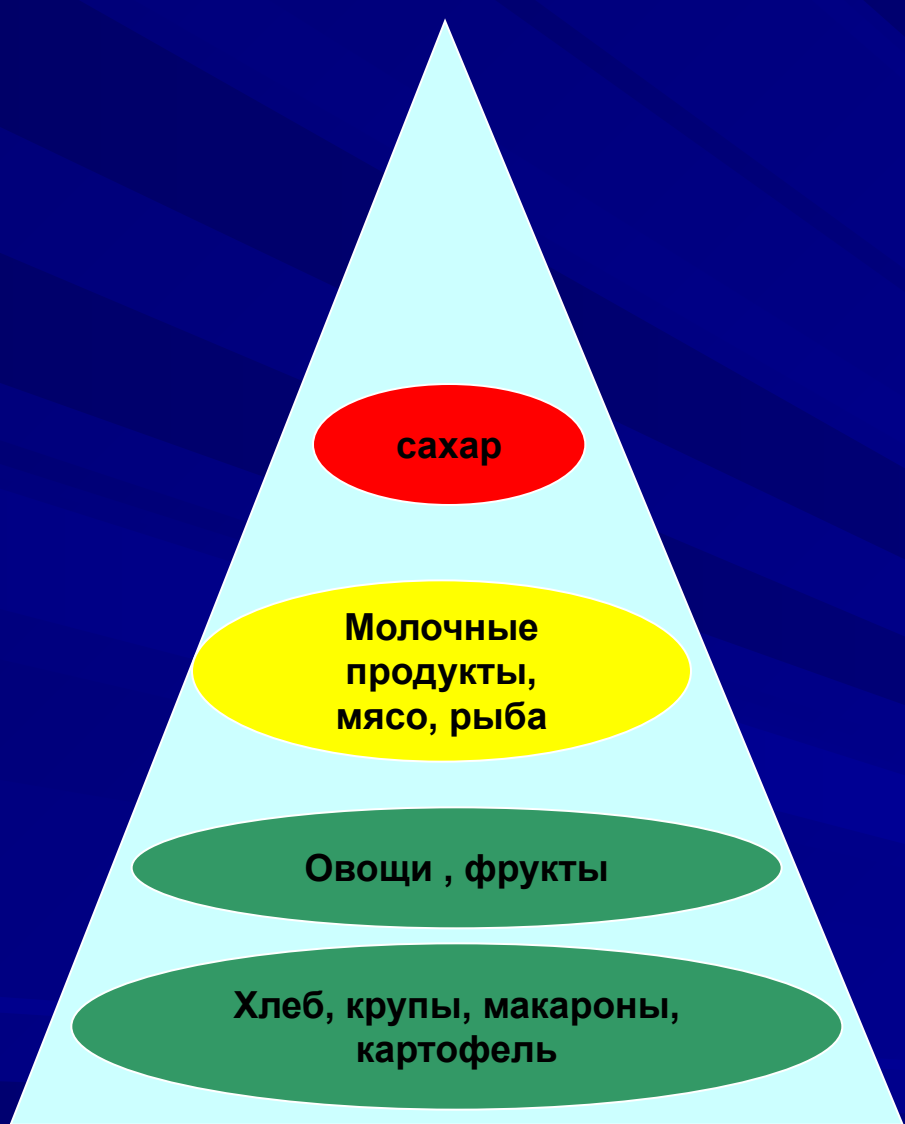 сахар
Молочные
продукты,
мясо, рыба
Овощи , фрукты
Хлеб, крупы, макароны,
картофель